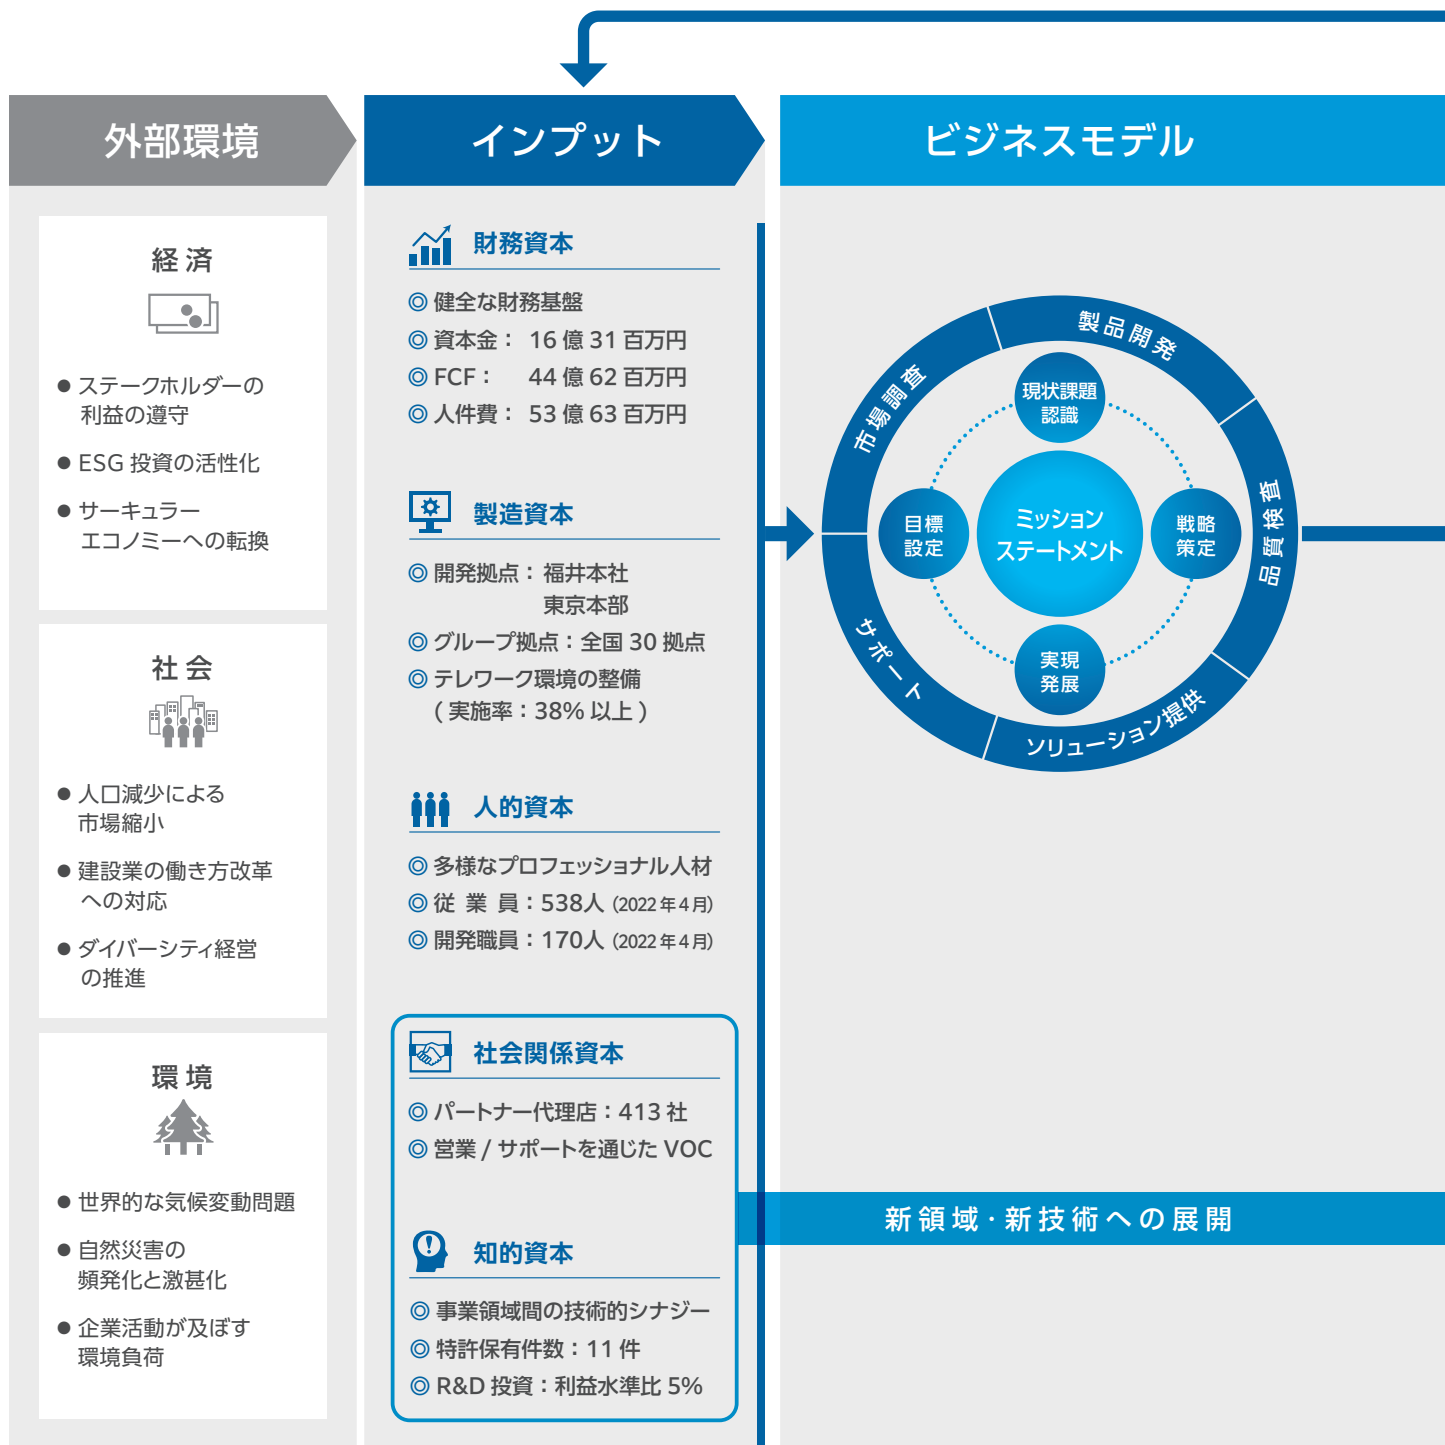 外部環境
経済
● ステークホルダーの
利益の遵守
● ESG 投資の活性化
● サーキュラー
エコノミーへの転換
社会
● 人口減少による
市場縮小
● 建設業の働き方改革
への対応
● ダイバーシティ経営
の推進
環境
● 世界的な気候変動問題
● 自然災害の
頻発化と激甚化
● 企業活動が及ぼす
環境負荷
インプット
財務資本
◎ 健全な財務基盤
◎ 資本金： 16 億 31 百万円
◎ FCF： 44 億 62 百万円
◎ 人件費： 53 億 63 百万円
製造資本
◎ 開発拠点：福井本社
東京本部
◎ グループ拠点：全国 30 拠点
◎ テレワーク環境の整備
( 実施率：38% 以上 )
人的資本
◎ 多様なプロフェッショナル人材
◎ 従 業 員：538人 (2022 年 4 月)
◎ 開発職員：170人 (2022 年 4 月)
社会関係資本
◎ パートナー代理店：413 社
◎ 営業 / サポートを通じた VOC
知的資本
◎ 事業領域間の技術的シナジー
◎ 特許保有件数：11 件
◎ R&D 投資：利益水準比 5%
ビジネスモデル
市場調査
製品開発
品質検査
ソリューション提供
サポート
現状課題
認識
戦略
策定
実現
発展
目標
設定
ミッション
ステートメント
新領域・新技術への展開